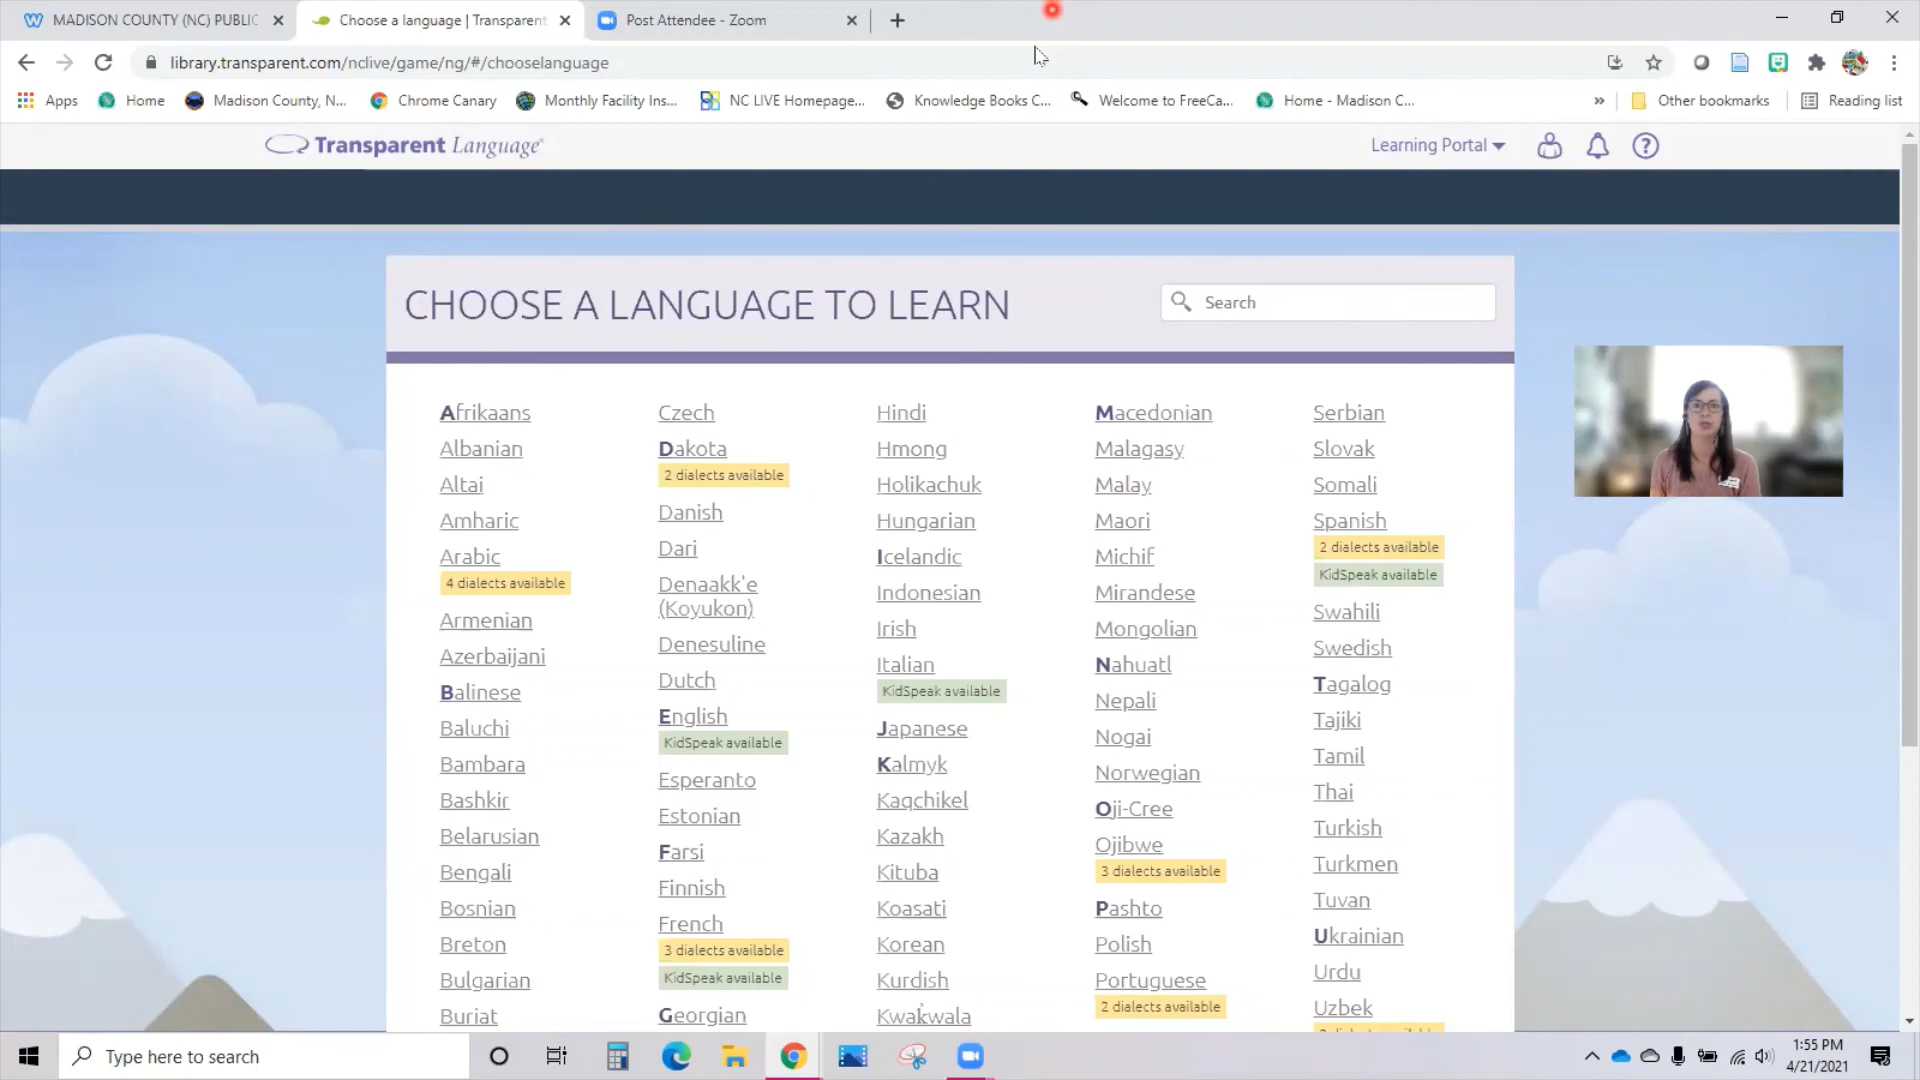 MADISON COUNTY (NC) PUBLIC
Choose a language | Transparent
Post Attendee - Zoom
library.transparent.com/nclive/game/ng/#/chooselanguage
Apps
Home
Madison County, N...
Chrome Canary
Monthly Facility Ins...
NC LIVE Homepage...
Knowledge Books C...
Welcome to FreeCa...
Home - Madison C...
»
Other bookmarks
Reading list
Transparent Language®
Learning Portal
CHOOSE A LANGUAGE TO LEARN
Search
Afrikaans
Albanian
Altai
Amharic
Arabic
4 dialects available
Armenian
Azerbaijani
Balinese
Baluchi
Bambara
Bashkir
Belarusian
Bengali
Bosnian
Breton
Bulgarian
Buriat
Czech
Dakota
2 dialects available
Danish
Dari
Denaakk'e
(Koyukon)
Denesuline
Dutch
English
KidSpeak available
Esperanto
Estonian
Farsi
Finnish
French
3 dialects available
KidSpeak available
Georgian
Hindi
Hmong
Holikachuk
Hungarian
Icelandic
Indonesian
Irish
Italian
KidSpeak available
Japanese
Kalmyk
Kaqchikel
Kazakh
Kituba
Koasati
Korean
Kurdish
Kwak̓wala
Macedonian
Malagasy
Malay
Maori
Michif
Mirandese
Mongolian
Nahuatl
Nepali
Nogai
Norwegian
Oji-Cree
Ojibwe
3 dialects available
Pashto
Polish
Portuguese
2 dialects available
Serbian
Slovak
Somali
Spanish
2 dialects available
KidSpeak available
Swahili
Swedish
Tagalog
Tajiki
Tamil
Thai
Turkish
Turkmen
Tuvan
Ukrainian
Urdu
Uzbek
Type here to search
1:55 PM
4/21/2021